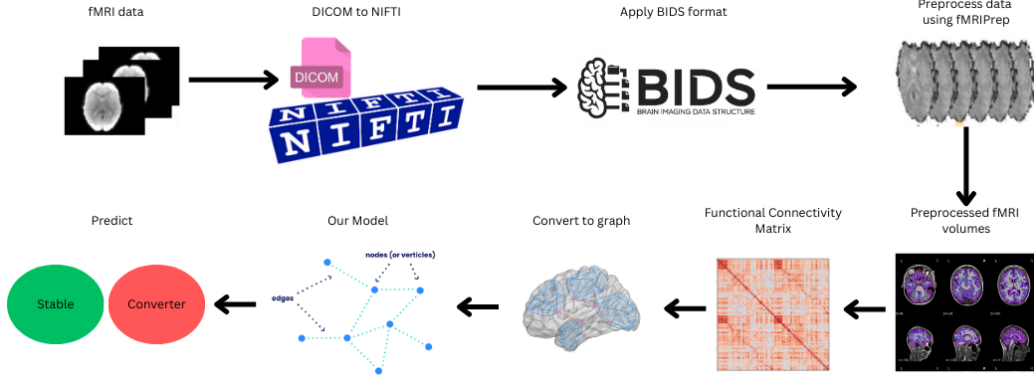 fMRI data
DICOM to NIFTI
Apply BIDS format
Preprocess data
using fMRIPrep
DICOM
NIFTI
NIFTI
BIDS
BRAIN IMAGING DATA STRUCTURE
Predict
Our Model
Convert to graph
Functional Connectivity
Matrix
Preprocessed fMRI
volumes
nodes (or verticles)
edges
Stable
Converter